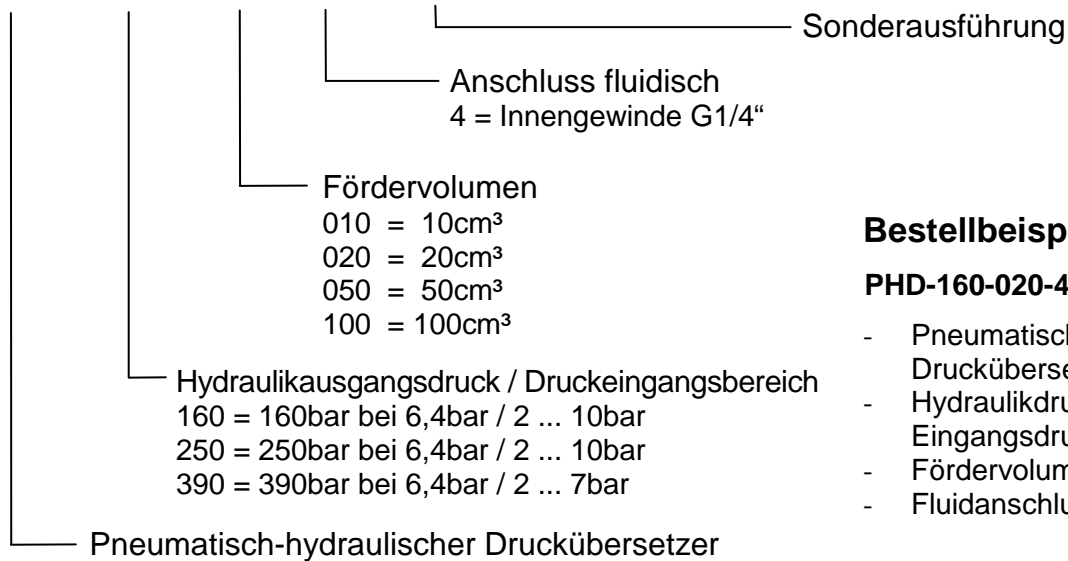 Sonderausführung
Anschluss fluidisch
4 = Innengewinde G1/4“
Fördervolumen
010 = 10cm³
020 = 20cm³
050 = 50cm³
100 = 100cm³
Hydraulikausgangsdruck / Druckeingangsbereich
160 = 160bar bei 6,4bar / 2 ... 10bar
250 = 250bar bei 6,4bar / 2 ... 10bar
390 = 390bar bei 6,4bar / 2 ... 7bar
Pneumatisch-hydraulischer Druckübersetzer
Bestellbeisp
PHD-160-020-4
- Pneumatisch
Drucküberse
- Hydraulikdru
Eingangsdru
- Fördervolum
- Fluidanschlu